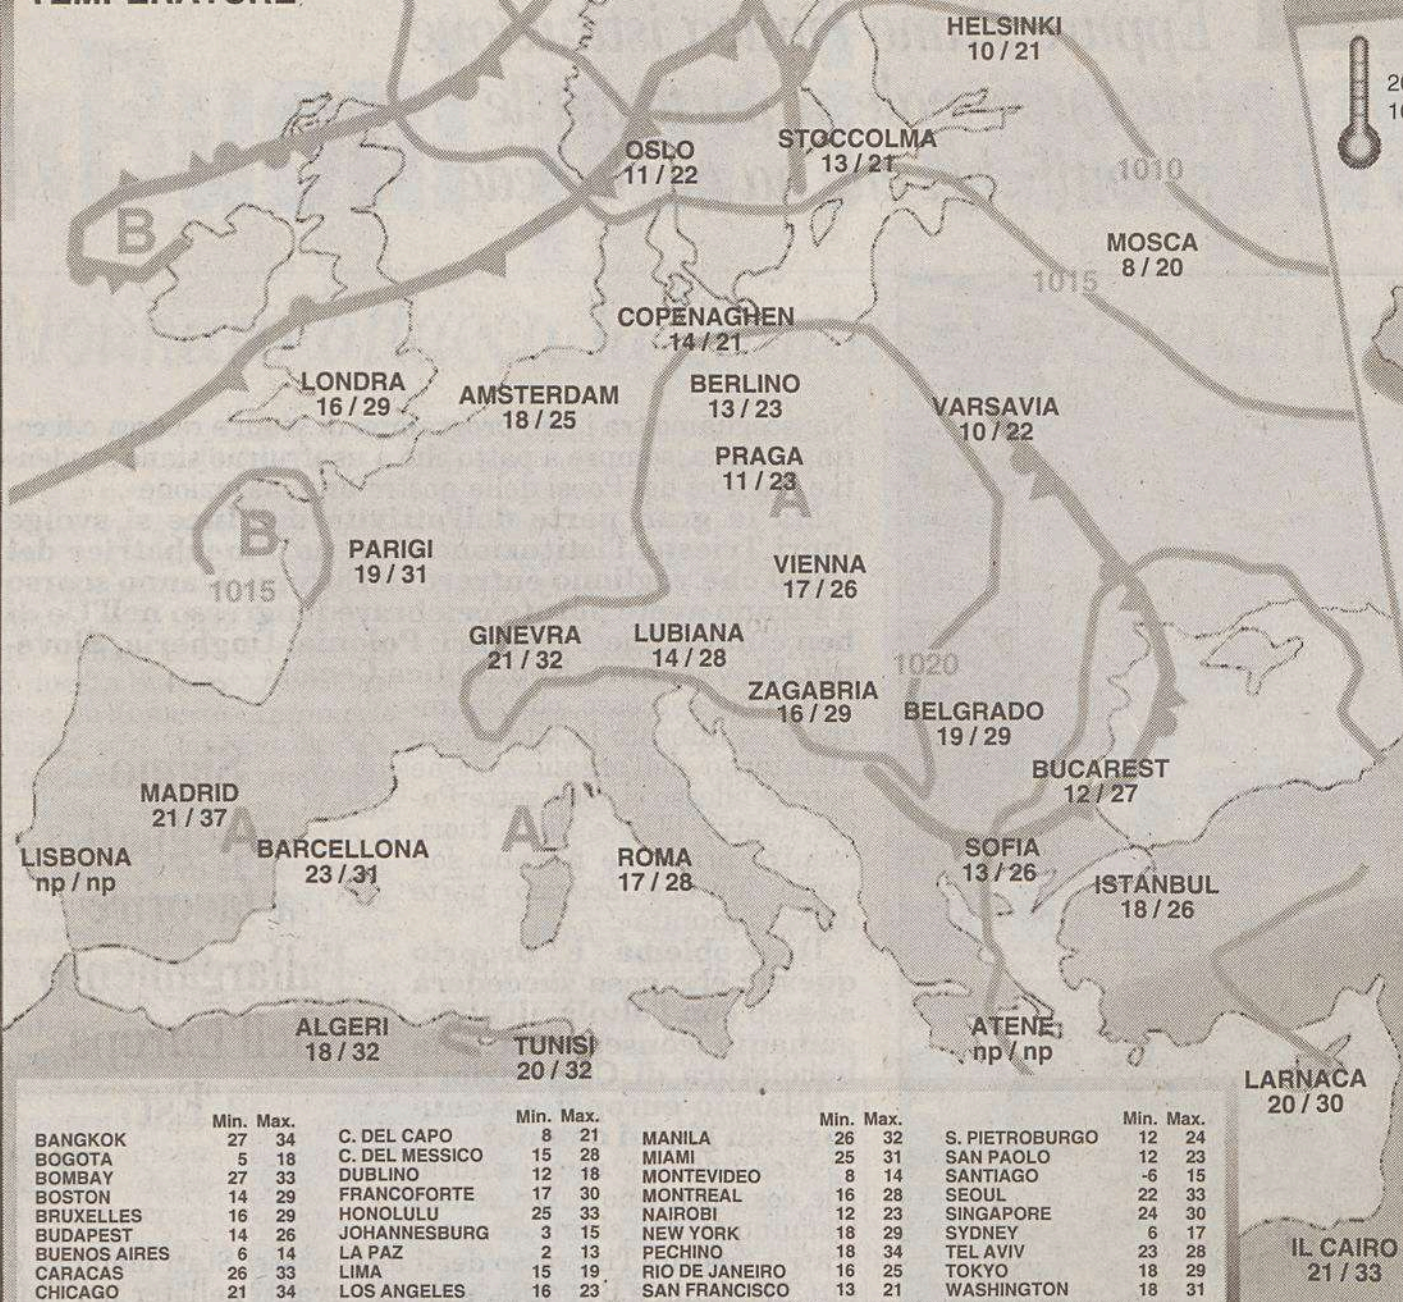 TEMPERATURE
HELSINKI
10 / 21
OSLO
11 / 22
STOCCOLMA
13 / 21
1010
B
MOSCA
8 / 20
1015
COPENAGHEN
14 / 21
LONDRA
16 / 29
AMSTERDAM
18 / 25
BERLINO
13 / 23
VARSAVIA
10 / 22
PRAGA
11 / 23
A
B
1015
PARIGI
19 / 31
VIENNA
17 / 26
GINEVRA
21 / 32
LUBIANA
14 / 28
1020
ZAGABRIA
16 / 29
BELGRADO
19 / 29
BUCAREST
12 / 27
MADRID
21 / 37
A
A
LISBONA
np / np
BARCELLONA
23 / 31
ROMA
17 / 28
SOFIA
13 / 26
ISTANBUL
18 / 26
ALGERI
18 / 32
TUNISI
20 / 32
ATENE
np / np
LARNACA
20 / 30
IL CAIRO
21 / 33
Min. Max.
BANGKOK 27 34
BOGOTA 5 18
BOMBAY 27 33
BOSTON 14 29
BRUXELLES 16 29
BUDAPEST 14 26
BUENOS AIRES 6 14
CARACAS 26 33
CHICAGO 21 34
Min. Max.
C. DEL CAPO 8 21
C. DEL MESSICO 15 28
DUBLINO 12 18
FRANCOFORTE 17 30
HONOLULU 25 33
JOHANNESBURG 3 15
LA PAZ 2 13
LIMA 15 19
LOS ANGELES 16 23
Min. Max.
MANILA 26 32
MIAMI 25 31
MONTEVIDEO 8 14
MONTREAL 16 28
NAIROBI 12 23
NEW YORK 18 29
PECHINO 18 34
RIO DE JANEIRO 16 25
SAN FRANCISCO 13 21
Min. Max.
S. PIETROBURGO 12 24
SAN PAOLO 12 23
SANTIAGO -6 15
SEOUL 22 33
SINGAPORE 24 30
SYDNEY 6 17
TEL AVIV 23 28
TOKYO 18 29
WASHINGTON 18 31